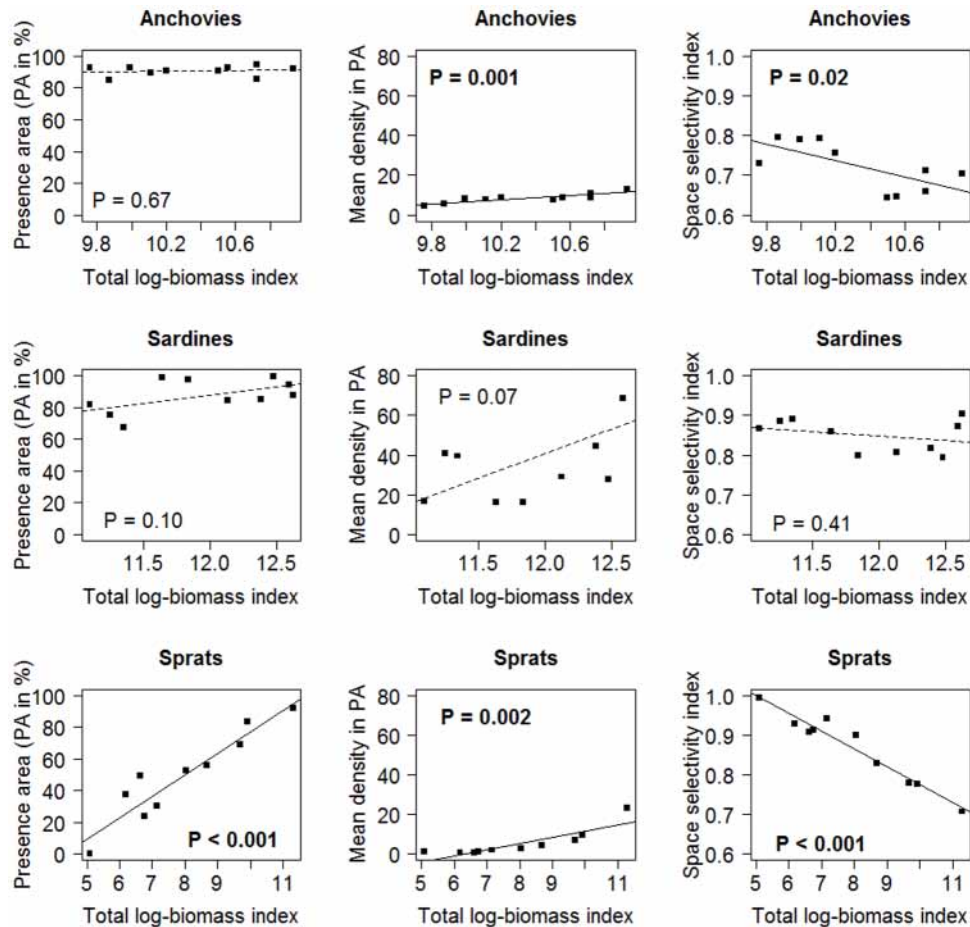 Anchovies
Presence area (PA in %)
100
80
60
40
20
0
P = 0.67
9.8 10.2 10.6
Total log-biomass index
Anchovies
Mean density in PA
80
60
40
20
0
P = 0.001
9.8 10.2 10.6
Total log-biomass index
Anchovies
Space selectivity index
1.0
0.9
0.8
0.7
0.6
P = 0.02
9.8 10.2 10.6
Total log-biomass index
Sardines
Presence area (PA in %)
100
80
60
40
20
0
P = 0.10
11.5 12.0 12.5
Total log-biomass index
Sardines
Mean density in PA
80
60
40
20
0
P = 0.07
11.5 12.0 12.5
Total log-biomass index
Sardines
Space selectivity index
1.0
0.9
0.8
0.7
0.6
P = 0.41
11.5 12.0 12.5
Total log-biomass index
Sprats
Presence area (PA in %)
100
80
60
40
20
0
P < 0.001
5 6 7 8 9 11
Total log-biomass index
Sprats
Mean density in PA
80
60
40
20
0
P = 0.002
5 6 7 8 9 11
Total log-biomass index
Sprats
Space selectivity index
1.0
0.9
0.8
0.7
0.6
P < 0.001
5 6 7 8 9 11
Total log-biomass index